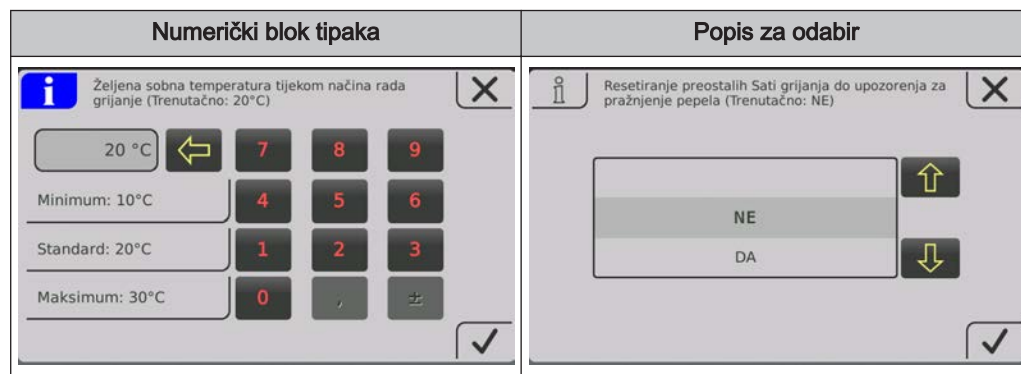 Numerički blok tipaka
Popis za odabir
i
Željena sobna temperatura tijekom načina rada
grijanje (Trenutačno: 20°C)
20 °C
7 8 9
Minimum: 10°C
4 5 6
Standard: 20°C
1 2 3
Maksimum: 30°C
0 , ±
i
Resetiranje preostalih Sati grijanja do upozorenja za
pražnjenje pepela (Trenutačno: NE)
NE
DA